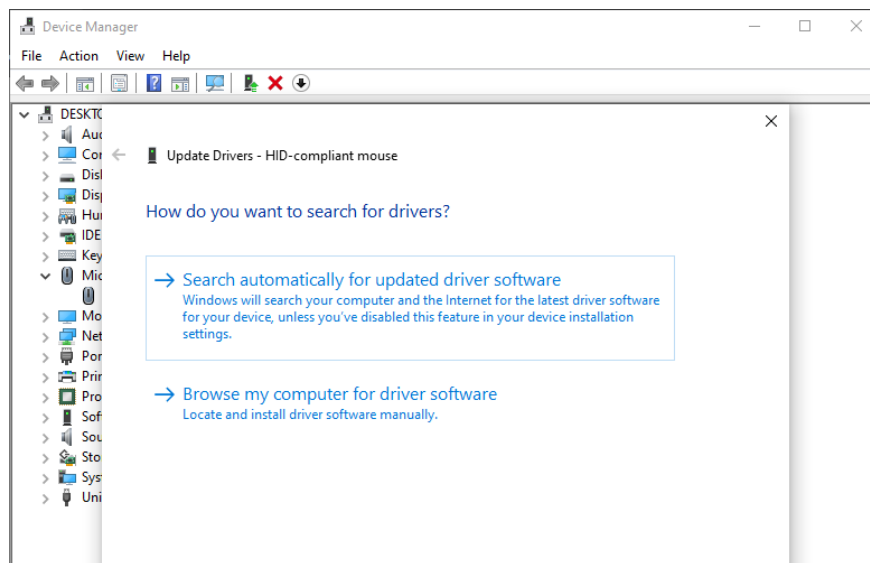 Device Manager
File Action View Help
DESKTC
Auc
Cor
Disl
Disp
Hur
IDE
Key
Mic
Mo
Net
Por
Prir
Pro
Sof
Sou
Sto
Sys
Uni
Update Drivers - HID-compliant mouse
How do you want to search for drivers?
Search automatically for updated driver software
Windows will search your computer and the Internet for the latest driver software
for your device, unless you've disabled this feature in your device installation
settings.
Browse my computer for driver software
Locate and install driver software manually.